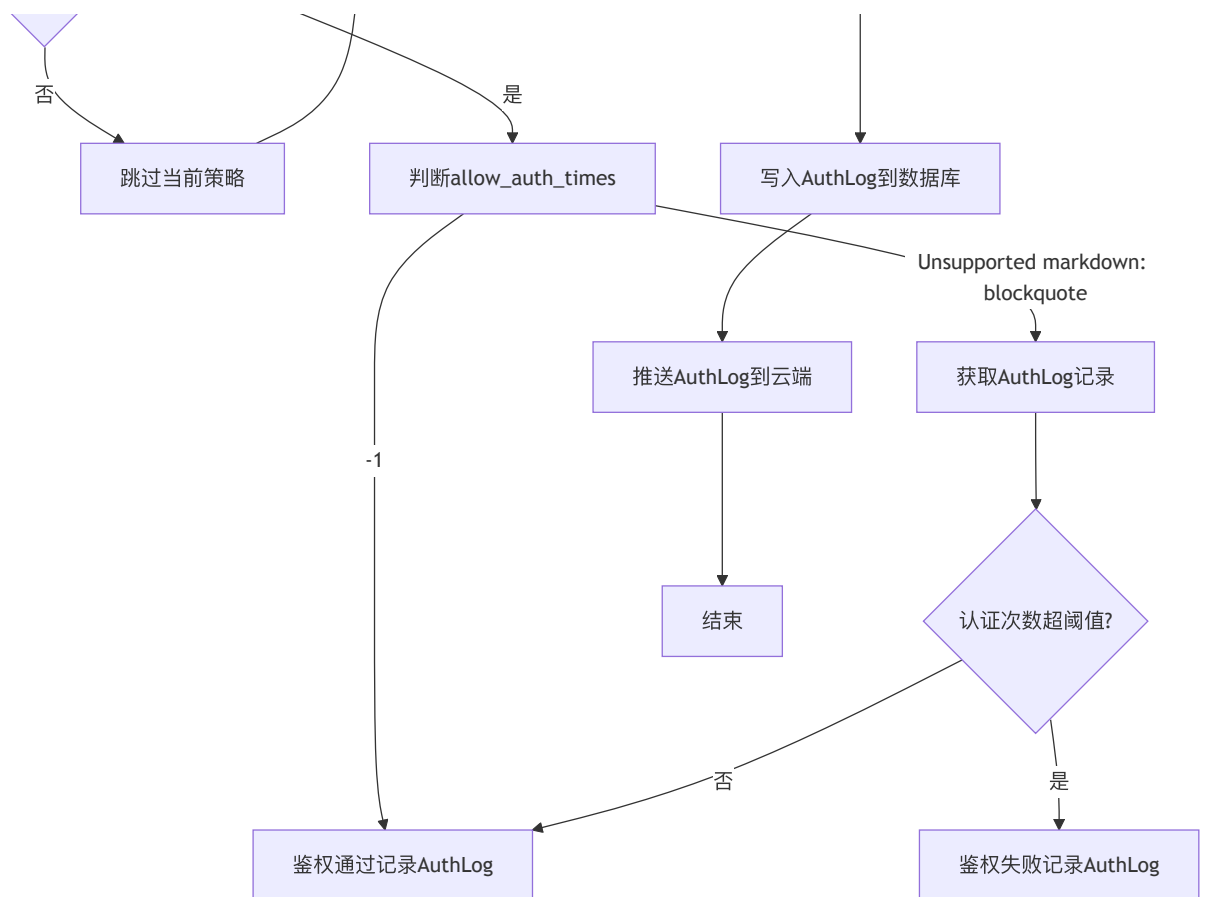 否
是
跳过当前策略
判断allow_auth_times
写入AuthLog到数据库
Unsupported markdown:
blockquote
推送AuthLog到云端
获取AuthLog记录
-1
结束
认证次数超阈值?
否
是
鉴权通过记录AuthLog
鉴权失败记录AuthLog